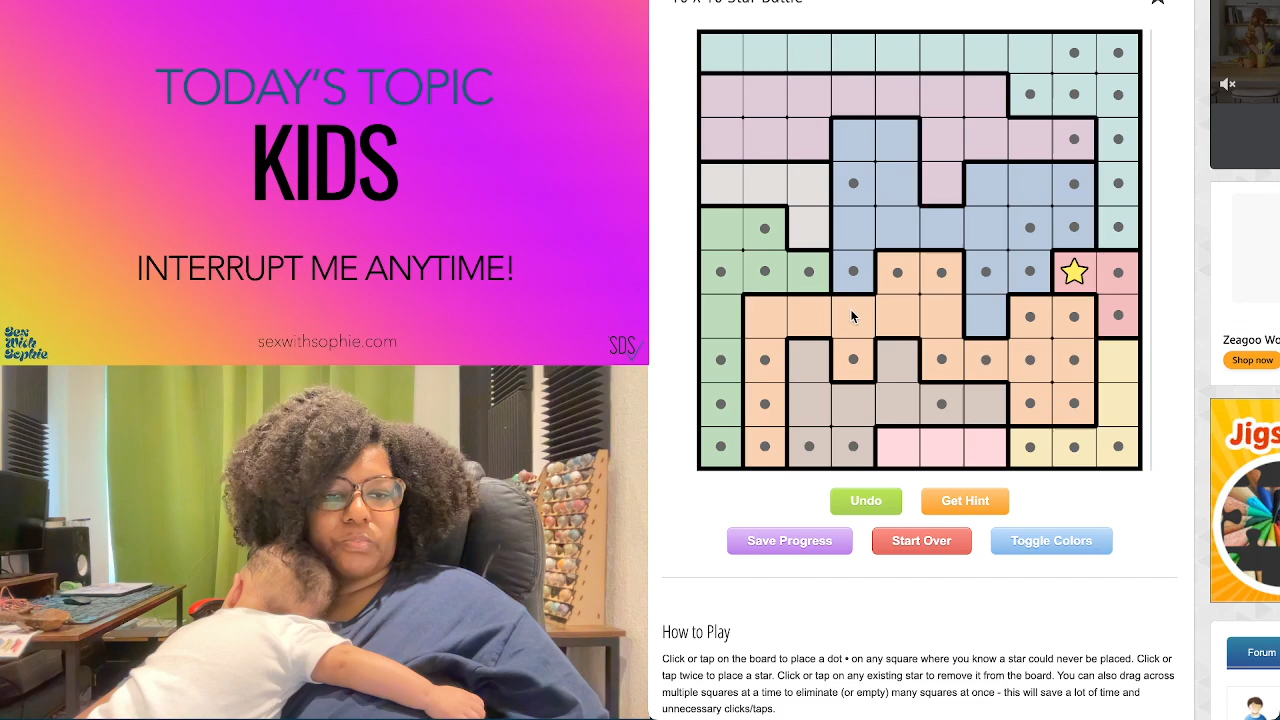 TODAY'S TOPIC
KIDS
INTERRUPT ME ANYTIME!
sexwithsophie.com
Sex
With
Sophie
SDS
10 x 10 Star Battle
Undo
Get Hint
Save Progress
Start Over
Toggle Colors
How to Play
Click or tap on the board to place a dot • on any square where you know a star could never be placed. Click or
tap twice to place a star. Click or tap on any existing star to remove it from the board. You can also drag across
multiple squares at a time to eliminate (or empty) many squares at once - this will save a lot of time and
unnecessary clicks/taps.
Zeagoo Wo
Shop now
Jigs
Forum